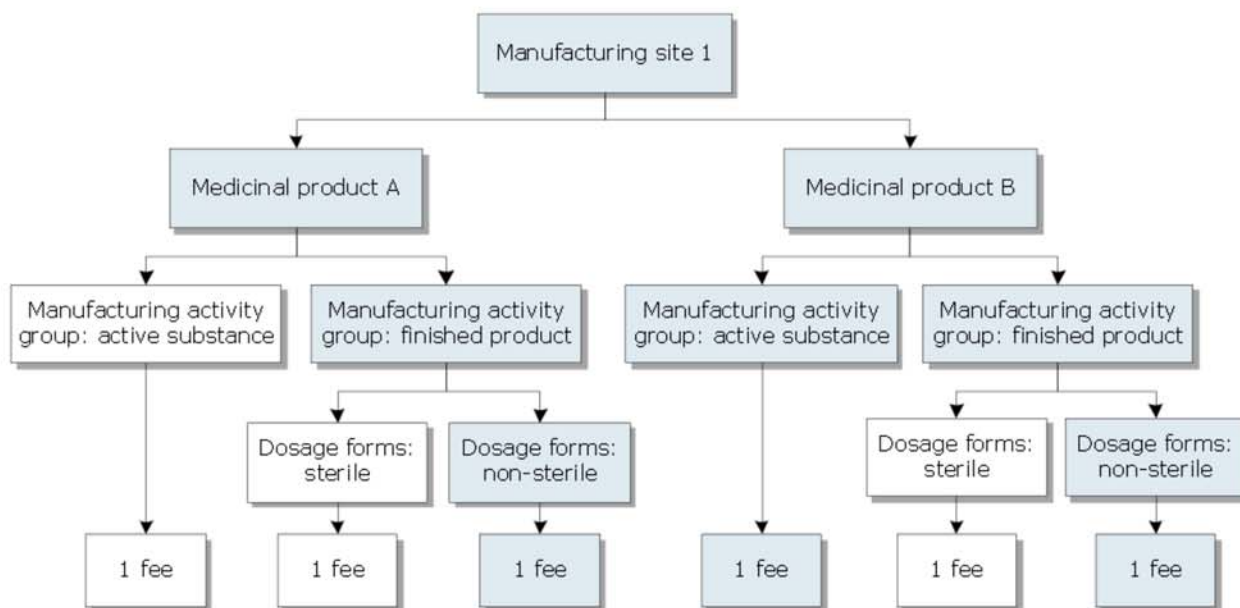 Manufacturing site 1
Medicinal product A
Medicinal product B
Manufacturing activity
group: active substance
Manufacturing activity
group: finished product
Manufacturing activity
group: active substance
Manufacturing activity
group: finished product
Dosage forms:
sterile
Dosage forms:
non-sterile
Dosage forms:
sterile
Dosage forms:
non-sterile
1 fee
1 fee
1 fee
1 fee
1 fee
1 fee